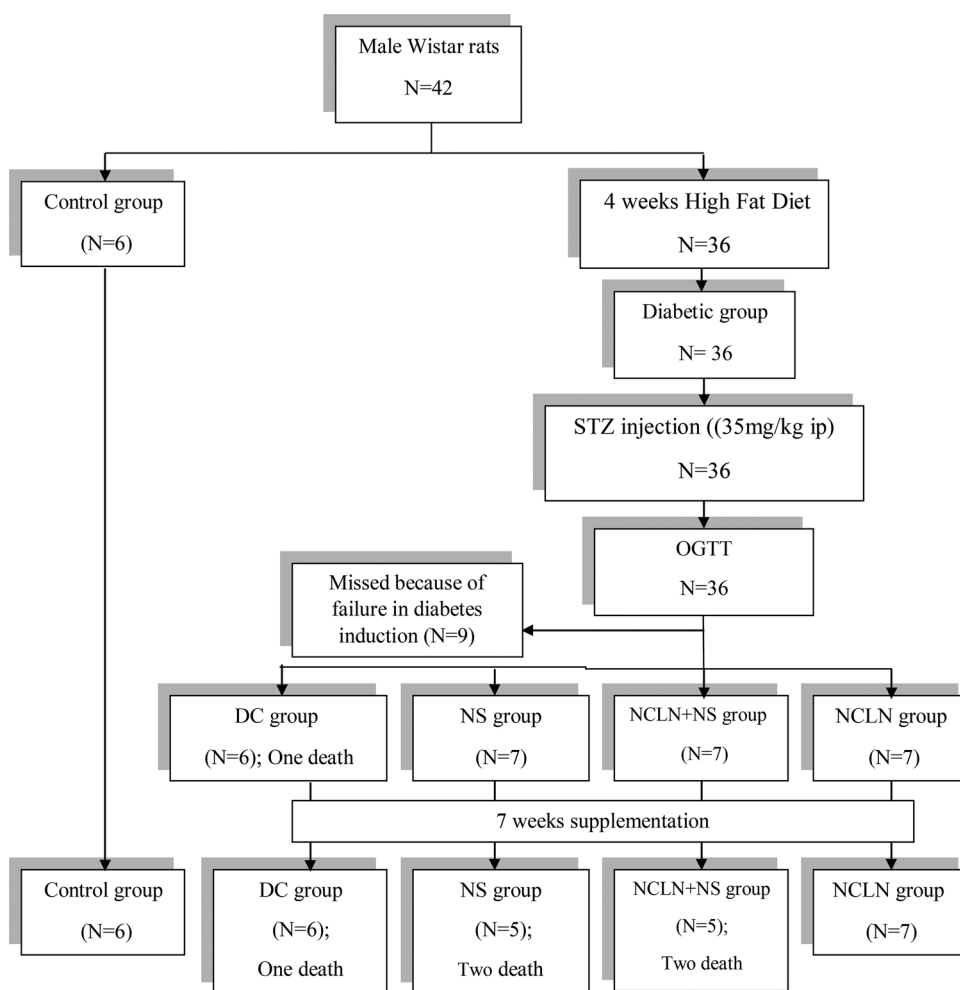 Male Wistar rats
N=42
Control group
(N=6)
4 weeks High Fat Diet
N=36
Diabetic group
N= 36
STZ injection ((35mg/kg ip)
N=36
OGTT
N=36
Missed because of
failure in diabetes
induction (N=9)
DC group
(N=6); One death
NS group
(N=7)
NCLN+NS group
(N=7)
NCLN group
(N=7)
7 weeks supplementation
Control group
(N=6)
DC group
(N=6);
One death
NS group
(N=5);
Two death
NCLN+NS group
(N=5);
Two death
NCLN group
(N=7)